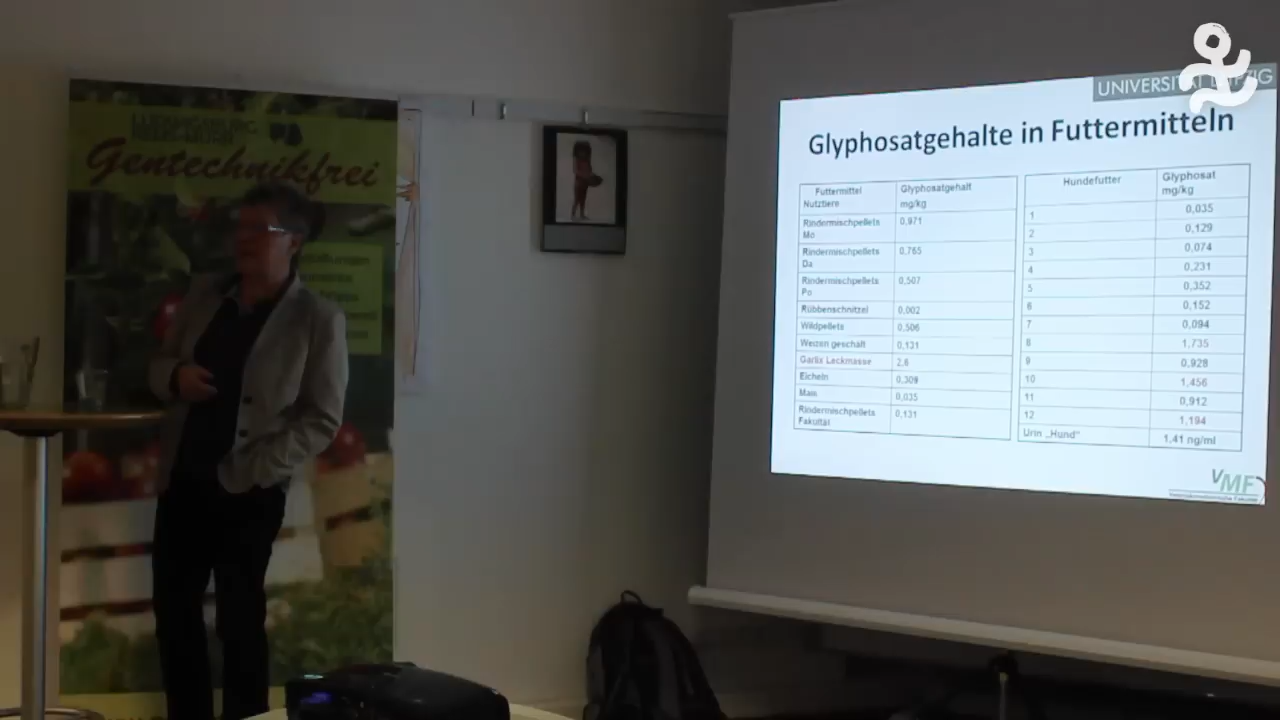 Gentechnikfrei
UNIVERSITÄT LEIPZIG
Glyphosatgehalte in Futtermitteln
Futtermittel Nutztiere Glyphosatgehalt mg/kg
Rindermischpellets Mo 0,971
Rindermischpellets Da 0,765
Rindermischpellets Po 0,507
Rübbenschnitzel 0,002
Wildpellets 0,506
Weizen geschält 0,121
Garlix Leckmasse 2,6
Eicheln 0,309
Mais 0,035
Rindermischpellets Fakultät 0,131
Hundefutter Glyphosat mg/kg
1 0,035
2 0,129
3 0,074
4 0,231
5 0,352
6 0,152
7 0,094
8 1,735
9 0,928
10 1,456
11 0,912
12 1,194
Urin „Hund“ 1.41 ng/ml
VMF